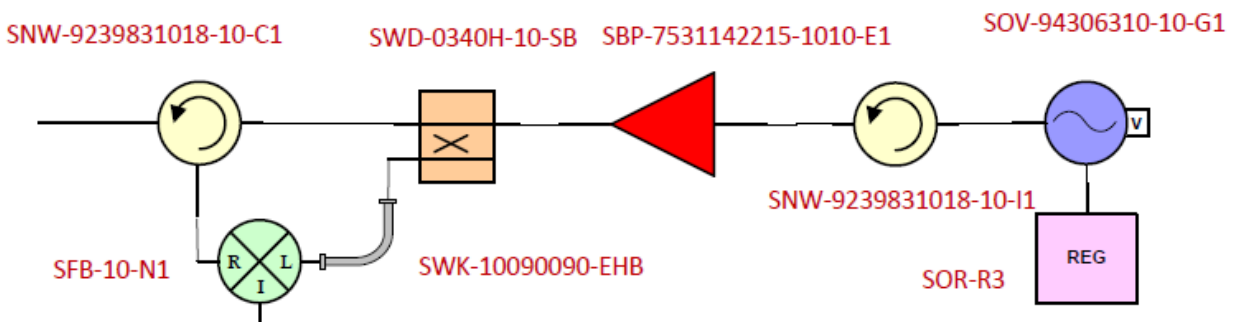 SNW-9239831018-10-C1
SWD-0340H-10-SB
SBP-7531142215-1010-E1
SOV-94306310-10-G1
V
SNW-9239831018-10-I1
R
L
I
SFB-10-N1
SWK-10090090-EHB
REG
SOR-R3